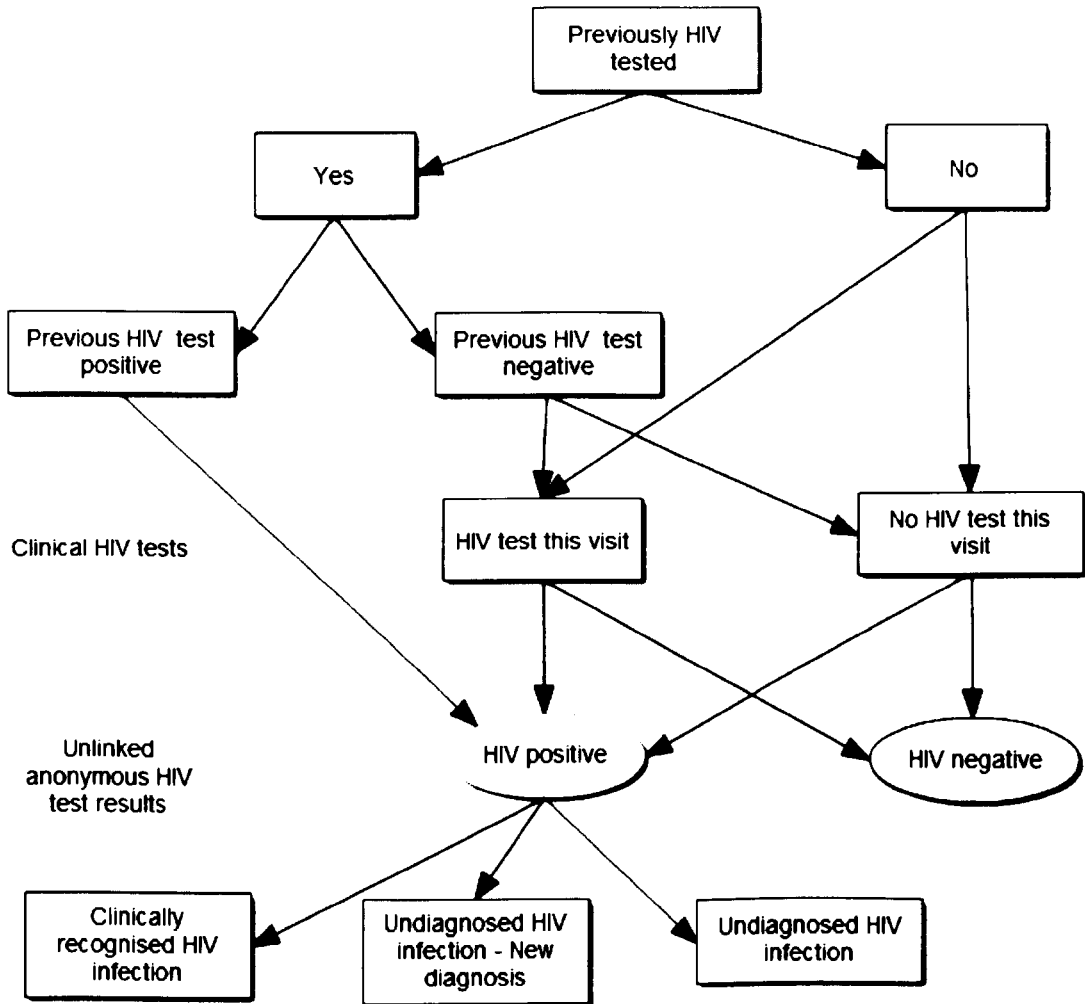 Previously HIV
tested
Yes
No
Previous HIV test
positive
Previous HIV test
negative
Clinical HIV tests
HIV test this visit
No HIV test this
visit
Unlinked
anonymous HIV
test results
HIV positive
HIV negative
Clinically
recognised HIV
infection
Undiagnosed HIV
infection - New
diagnosis
Undiagnosed HIV
infection